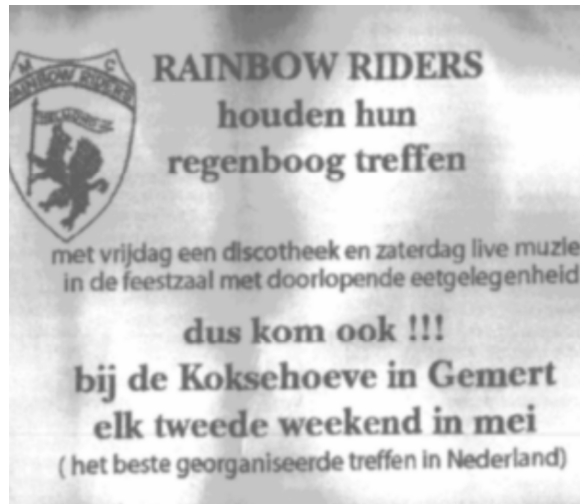 M C
RAINBOW RIDERS
RAINBOW RIDERS
houden hun
regenboog treffen
met vrijdag een discotheek en zaterdag live muzie
in de feestzaal met doorlopende eetgelegenheid
dus kom ook !!!
bij de Koksehoeve in Gemert
elk tweede weekend in mei
( het beste georganiseerde treffen in Nederland)